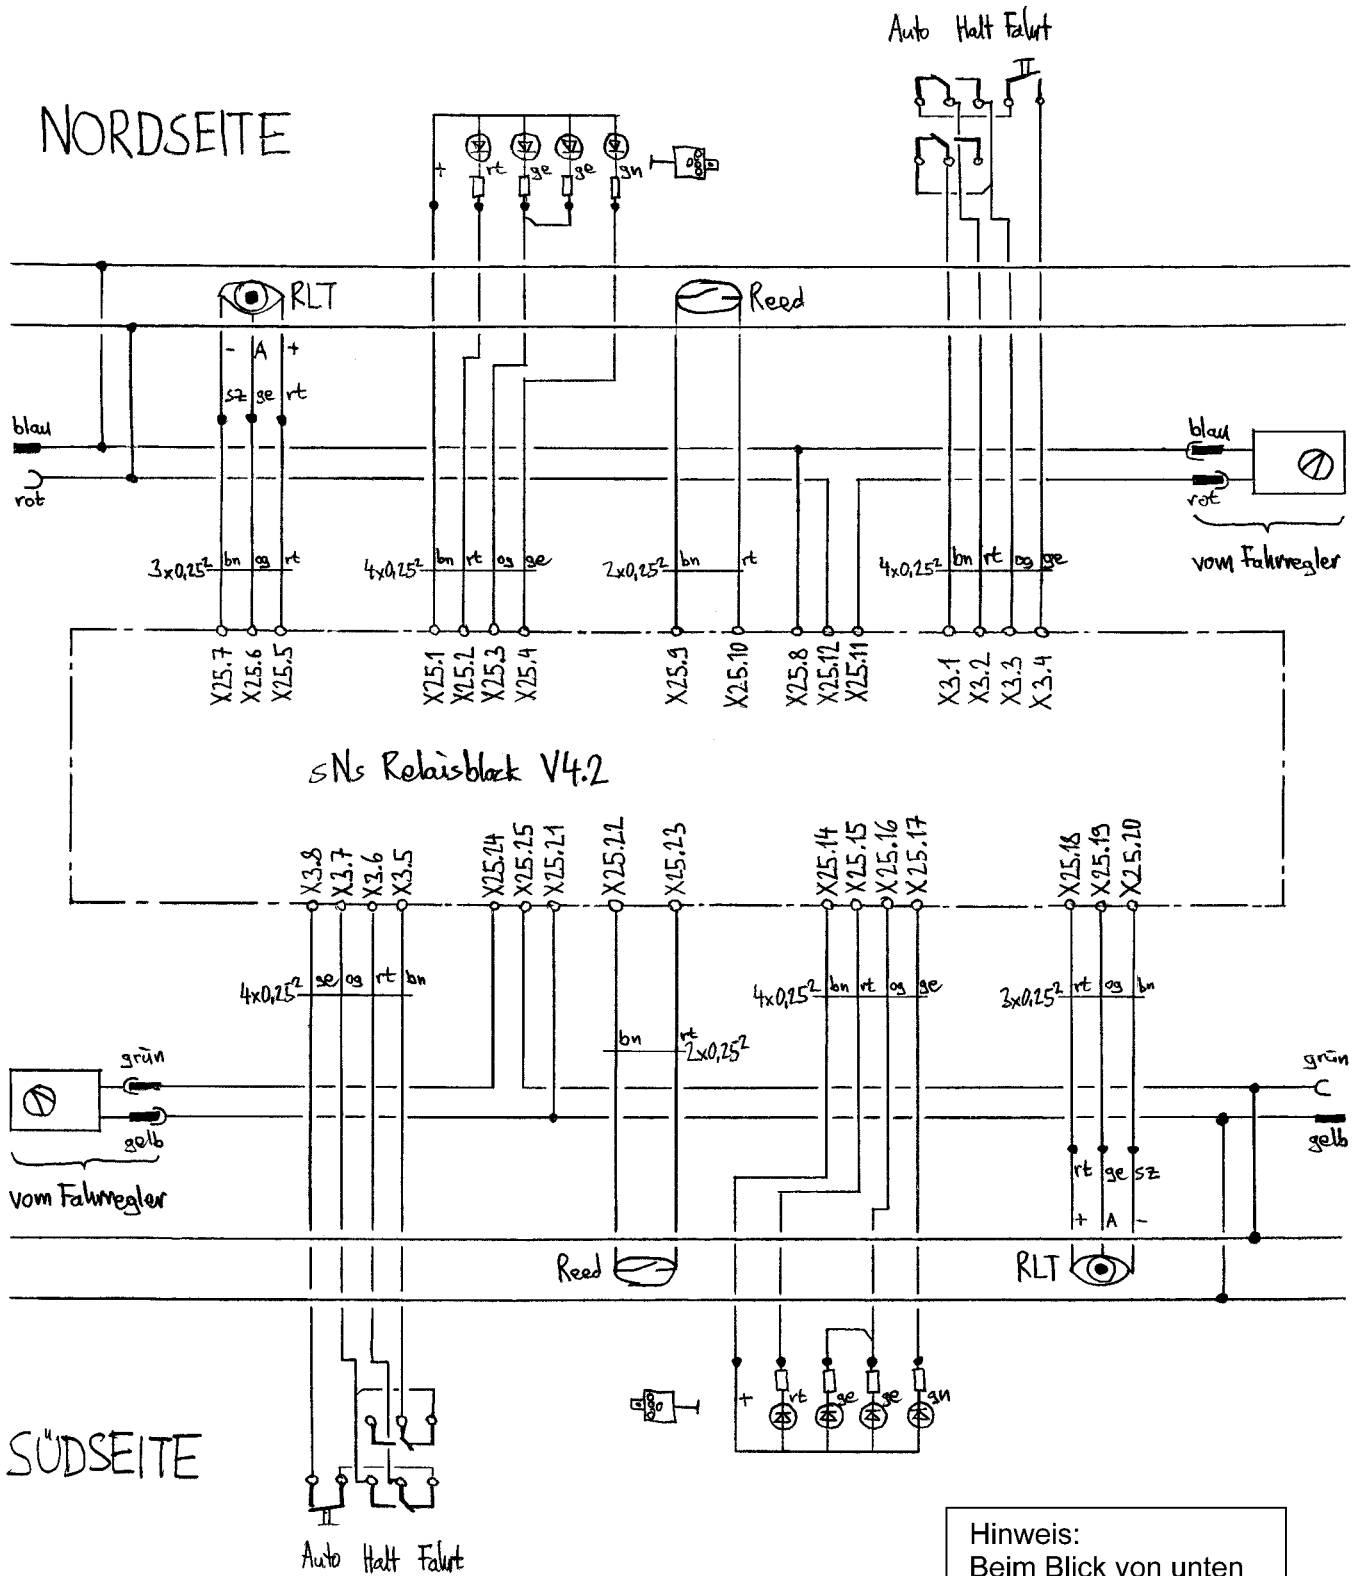 Auto Halt Fahrt
II
NORDSEITE
+ rt ge ge gn
RLT
Reed
- A +
sz ge rt
blau
rot
blau
rot
vom Fahrregler
3x0,25² bn og rt
4x0,25² bn rt og ge
2x0,25² bn rt
4x0,25² bn rt og ge
X25.7 X25.6 X25.5 X25.1 X25.2 X25.3 X25.4 X25.9 X25.10 X25.8 X25.12 X25.11 X3.1 X3.2 X3.3 X3.4
sNs Relaisblock V4.2
X3.8 X3.7 X3.6 X3.5 X25.24 X25.25 X25.21 X25.22 X25.23 X25.14 X25.15 X25.16 X25.17 X25.18 X25.19 X25.20
4x0,25² ge og rt bn
bn rt 2x0,25²
4x0,25² bn rt og ge
3x0,25² rt og bn
grün
gelb
vom Fahrregler
grün
gelb
rt ge sz
+ A -
Reed
RLT
+ rt ge ge gn
SÜDSEITE
II
Auto Halt Fahrt
Hinweis:
Beim Blick von unten